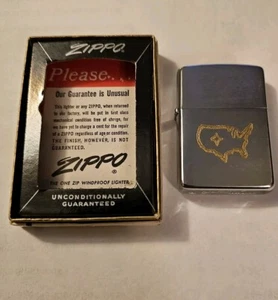 ZIPPO®
Please...
Our Guarantee is Unusual
This lighter or any ZIPPO, when returned
to our factory, will be put in first class
mechanical condition free of charge, for
we have yet to charge a cent for the repair
of a ZIPPO regardless of age or condition.
THE FINISH, HOWEVER, IS NOT
GUARANTEED.
ZIPPO
®
THE ONE ZIP WINDPROOF LIGHTER
UNCONDITIONALLY
GUARANTEED